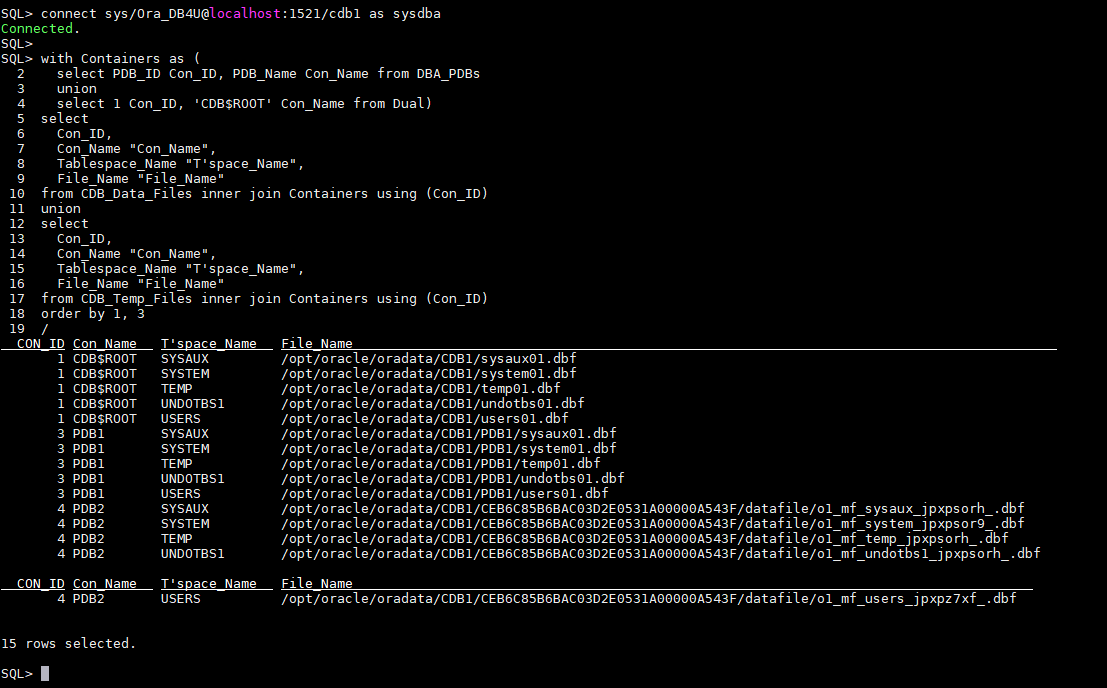 SQL> connect sys/Ora_DB4U@localhost:1521/cdb1 as sysdba
Connected.
SQL>
SQL> with Containers as (
  2    select PDB_ID Con_ID, PDB_Name Con_Name from DBA_PDBs
  3    union
  4    select 1 Con_ID, 'CDB$ROOT' Con_Name from Dual)
  5  select
  6    Con_ID,
  7    Con_Name "Con_Name",
  8    Tablespace_Name "T'space_Name",
  9    File_Name "File_Name"
 10  from CDB_Data_Files inner join Containers using (Con_ID)
 11  union
 12  select
 13    Con_ID,
 14    Con_Name "Con_Name",
 15    Tablespace_Name "T'space_Name",
 16    File_Name "File_Name"
 17  from CDB_Temp_Files inner join Containers using (Con_ID)
 18  order by 1, 3
 19  /
  CON_ID Con_Name   T'space_Name   File_Name
       1 CDB$ROOT   SYSAUX         /opt/oracle/oradata/CDB1/sysaux01.dbf
       1 CDB$ROOT   SYSTEM         /opt/oracle/oradata/CDB1/system01.dbf
       1 CDB$ROOT   TEMP           /opt/oracle/oradata/CDB1/temp01.dbf
       1 CDB$ROOT   UNDOTBS1       /opt/oracle/oradata/CDB1/undotbs01.dbf
       1 CDB$ROOT   USERS          /opt/oracle/oradata/CDB1/users01.dbf
       3 PDB1       SYSAUX         /opt/oracle/oradata/CDB1/PDB1/sysaux01.dbf
       3 PDB1       SYSTEM         /opt/oracle/oradata/CDB1/PDB1/system01.dbf
       3 PDB1       TEMP           /opt/oracle/oradata/CDB1/PDB1/temp01.dbf
       3 PDB1       UNDOTBS1       /opt/oracle/oradata/CDB1/PDB1/undotbs01.dbf
       3 PDB1       USERS          /opt/oracle/oradata/CDB1/PDB1/users01.dbf
       4 PDB2       SYSAUX         /opt/oracle/oradata/CDB1/CEB6C85B6BAC03D2E0531A00000A543F/datafile/o1_mf_sysaux_jpxpsorh_.dbf
       4 PDB2       SYSTEM         /opt/oracle/oradata/CDB1/CEB6C85B6BAC03D2E0531A00000A543F/datafile/o1_mf_system_jpxpsor9_.dbf
       4 PDB2       TEMP           /opt/oracle/oradata/CDB1/CEB6C85B6BAC03D2E0531A00000A543F/datafile/o1_mf_temp_jpxpsorh_.dbf
       4 PDB2       UNDOTBS1       /opt/oracle/oradata/CDB1/CEB6C85B6BAC03D2E0531A00000A543F/datafile/o1_mf_undotbs1_jpxpsorh_.dbf
  CON_ID Con_Name   T'space_Name   File_Name
       4 PDB2       USERS          /opt/oracle/oradata/CDB1/CEB6C85B6BAC03D2E0531A00000A543F/datafile/o1_mf_users_jpxpz7xf_.dbf
15 rows selected.
SQL>